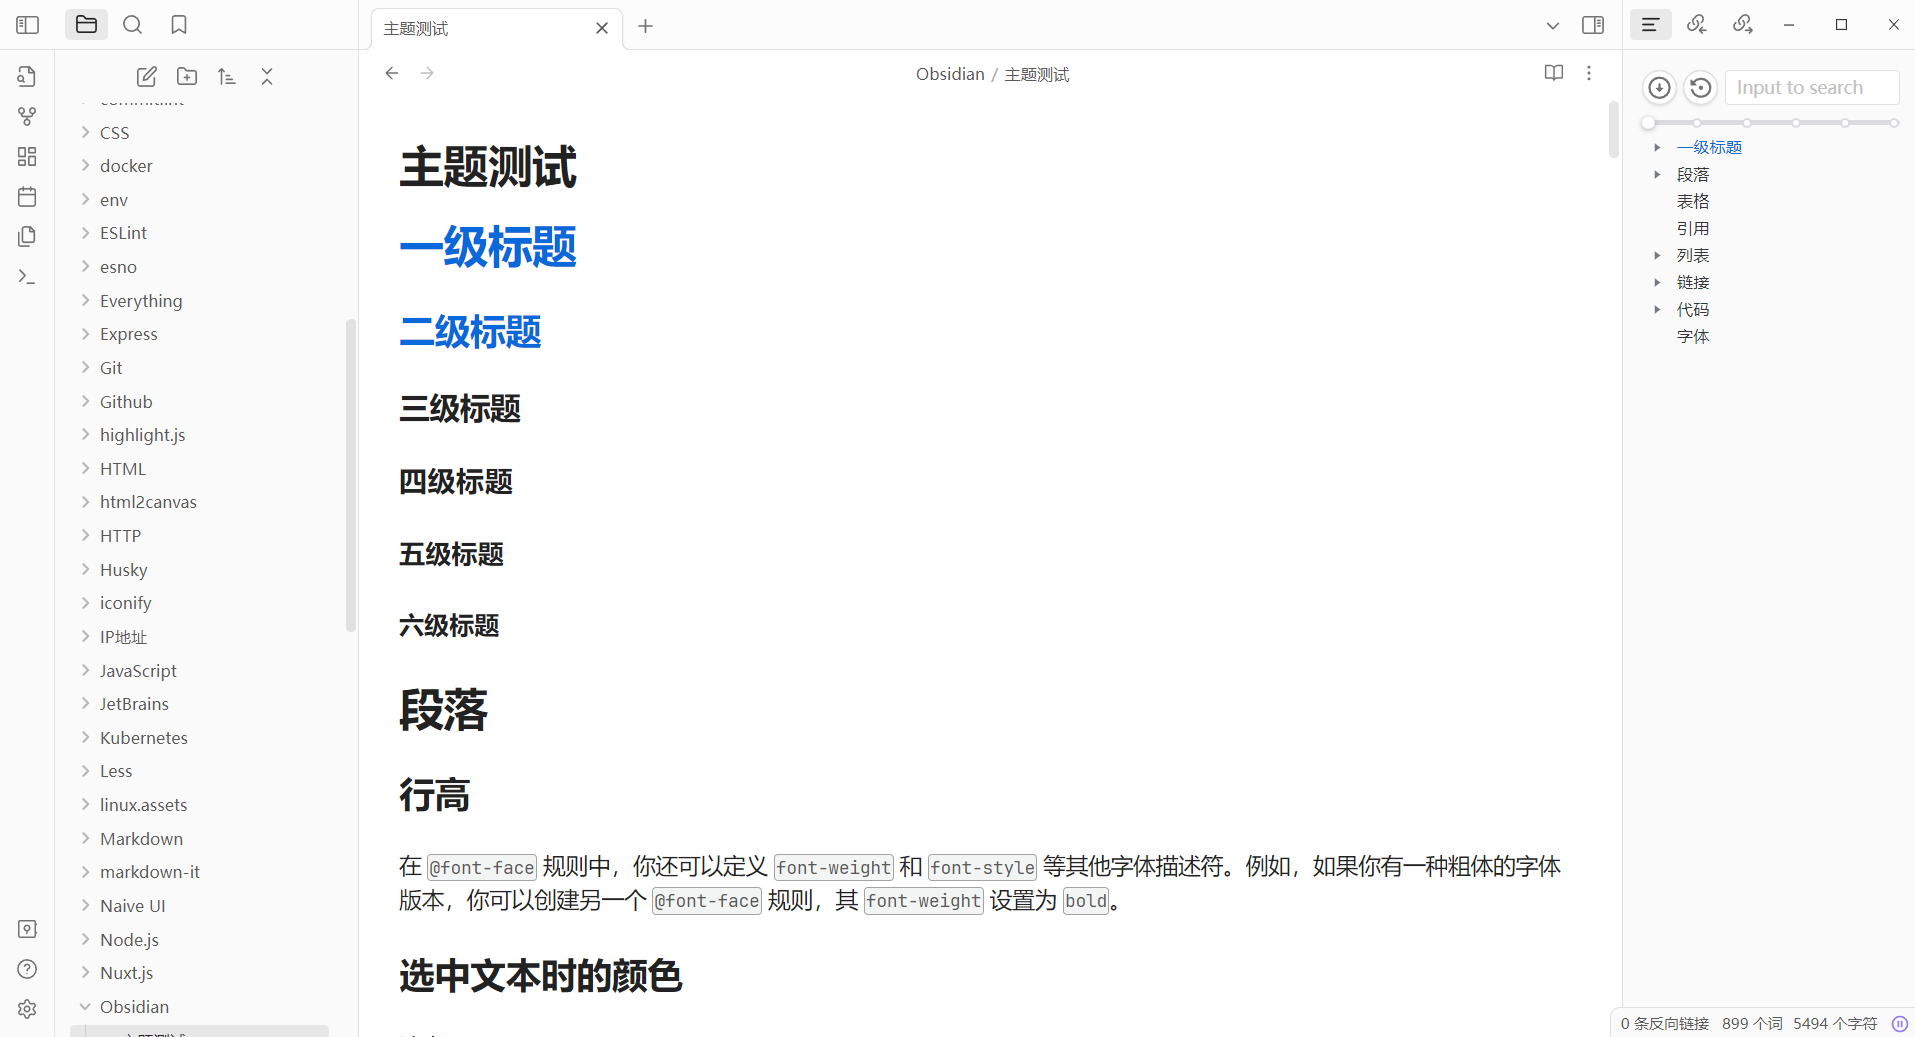 主题测试
Obsidian / 主题测试
commitlint
CSS
docker
env
ESLint
esno
Everything
Express
Git
Github
highlight.js
HTML
html2canvas
HTTP
Husky
iconify
IP地址
JavaScript
JetBrains
Kubernetes
Less
linux.assets
Markdown
markdown-it
Naive UI
Node.js
Nuxt.js
Obsidian
主题测试
主题测试
一级标题
二级标题
三级标题
四级标题
五级标题
六级标题
段落
行高
在 @font-face 规则中，你还可以定义 font-weight 和 font-style 等其他字体描述符。例如，如果你有一种粗体的字体
版本，你可以创建另一个 @font-face 规则，其 font-weight 设置为 bold。
选中文本时的颜色
Input to search
一级标题
段落
表格
引用
列表
链接
代码
字体
0 条反向链接 899 个词 5494 个字符